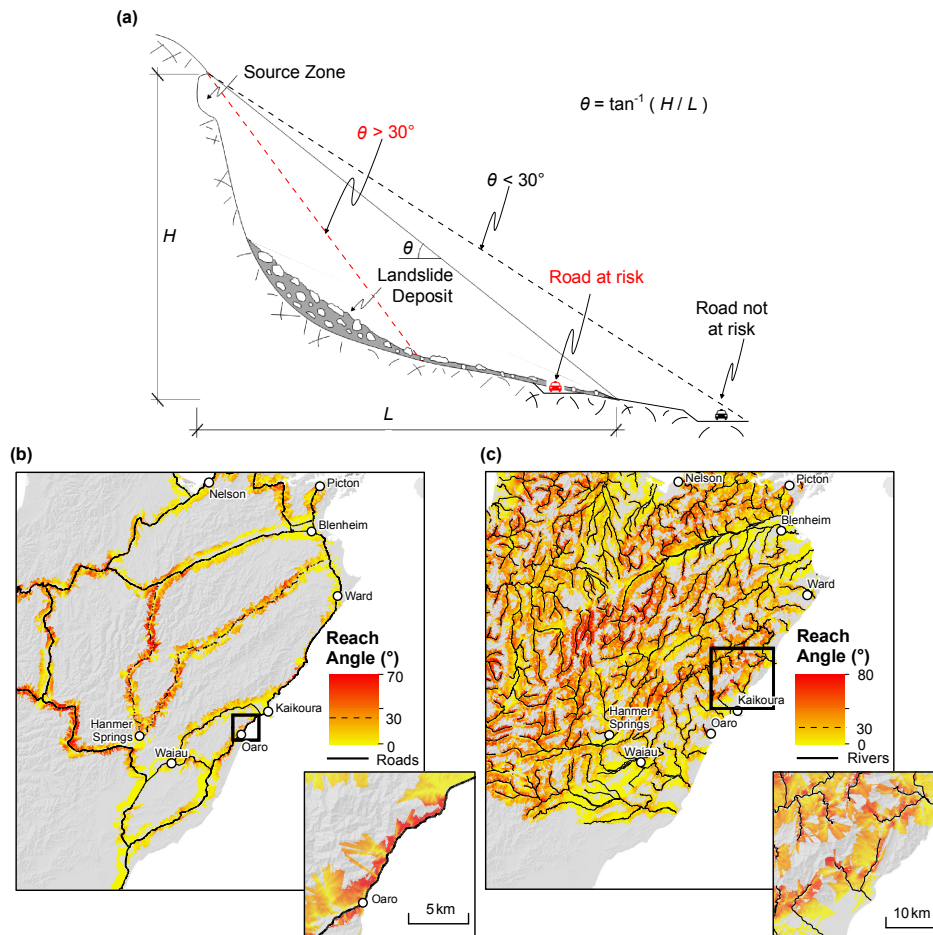 (a)
Source Zone
θ = tan⁻¹ ( H / L )
θ > 30°
θ < 30°
H
θ
Landslide
Deposit
Road at risk
Road not
at risk
L
(b)
Nelson
Picton
Blenheim
Ward
Reach
Angle (°)
70
30
0
Roads
Kaikoura
Hanmer
Springs
Oaro
Waiau
Oaro
5 km
(c)
Nelson
Picton
Blenheim
Ward
Reach
Angle (°)
80
30
0
Rivers
Kaikoura
Hanmer
Springs
Oaro
Waiau
10 km